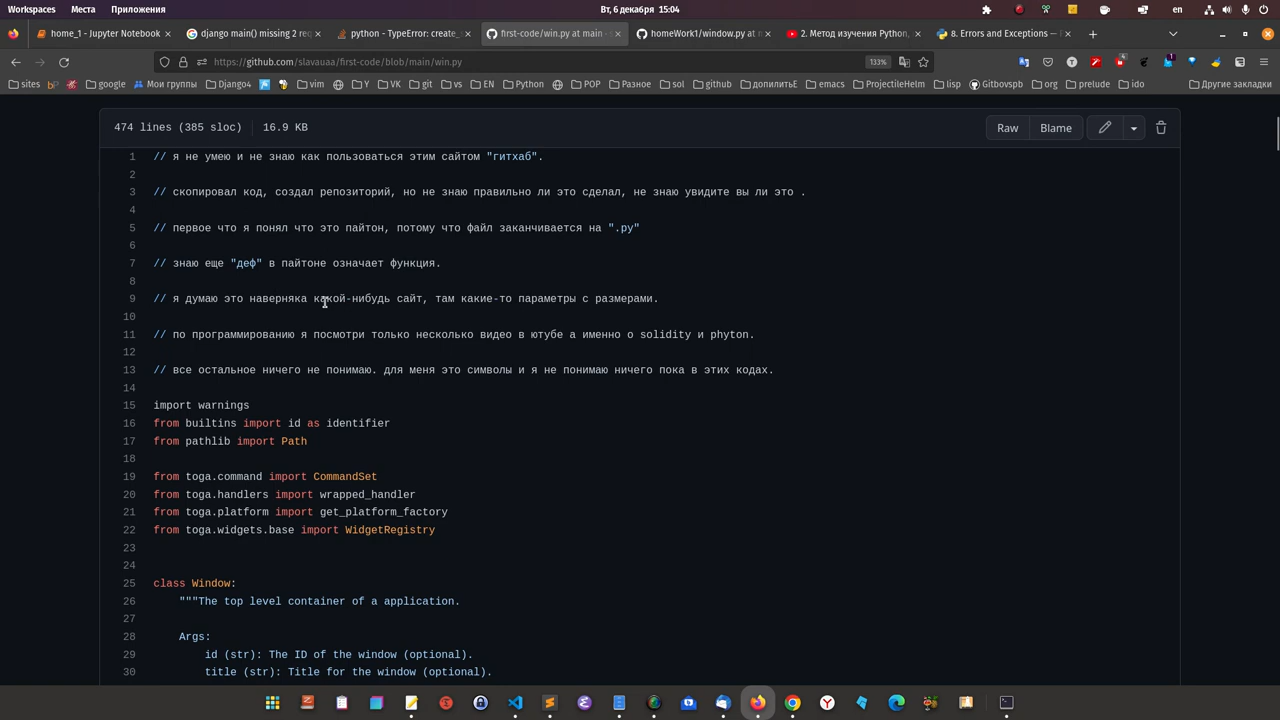 Workspaces Места Приложения Вт, 6 декабря 15:04 en
home_1 - Jupyter Notebook django main() missing 2 req python - TypeError: create_ first-code/win.py at main - s homeWork1/window.py at m 2. Метод изучения Python, 8. Errors and Exceptions —
https://github.com/slavauaa/first-code/blob/main/win.py 133%
sites google Мои группы Django4 vim Я YK git vs EN Python POP Разное sol github допилитьЕ emacs ProjectileHelm lisp Gitbovspb org prelude ido Другие закладки
474 lines (385 sloc) 16.9 KB Raw Blame
1 // я не умею и не знаю как пользоваться этим сайтом "гитхаб".
2
3 // скопировал код, создал репозиторий, но не знаю правильно ли это сделал, не знаю увидите вы ли это .
4
5 // первое что я понял что это пайтон, потому что файл заканчивается на ".ру"
6
7 // знаю еще "деф" в пайтоне означает функция.
8
9 // я думаю это наверняка какой-нибудь сайт, там какие-то параметры с размерами.
10
11 // по программированию я посмотри только несколько видео в ютубе а именно о solidity и phyton.
12
13 // все остальное ничего не понимаю. для меня это символы и я не понимаю ничего пока в этих кодах.
14
15 import warnings
16 from builtins import id as identifier
17 from pathlib import Path
18
19 from toga.command import CommandSet
20 from toga.handlers import wrapped_handler
21 from toga.platform import get_platform_factory
22 from toga.widgets.base import WidgetRegistry
23
24
25 class Window:
26 """The top level container of a application.
27
28 Args:
29 id (str): The ID of the window (optional).
30 title (str): Title for the window (optional).